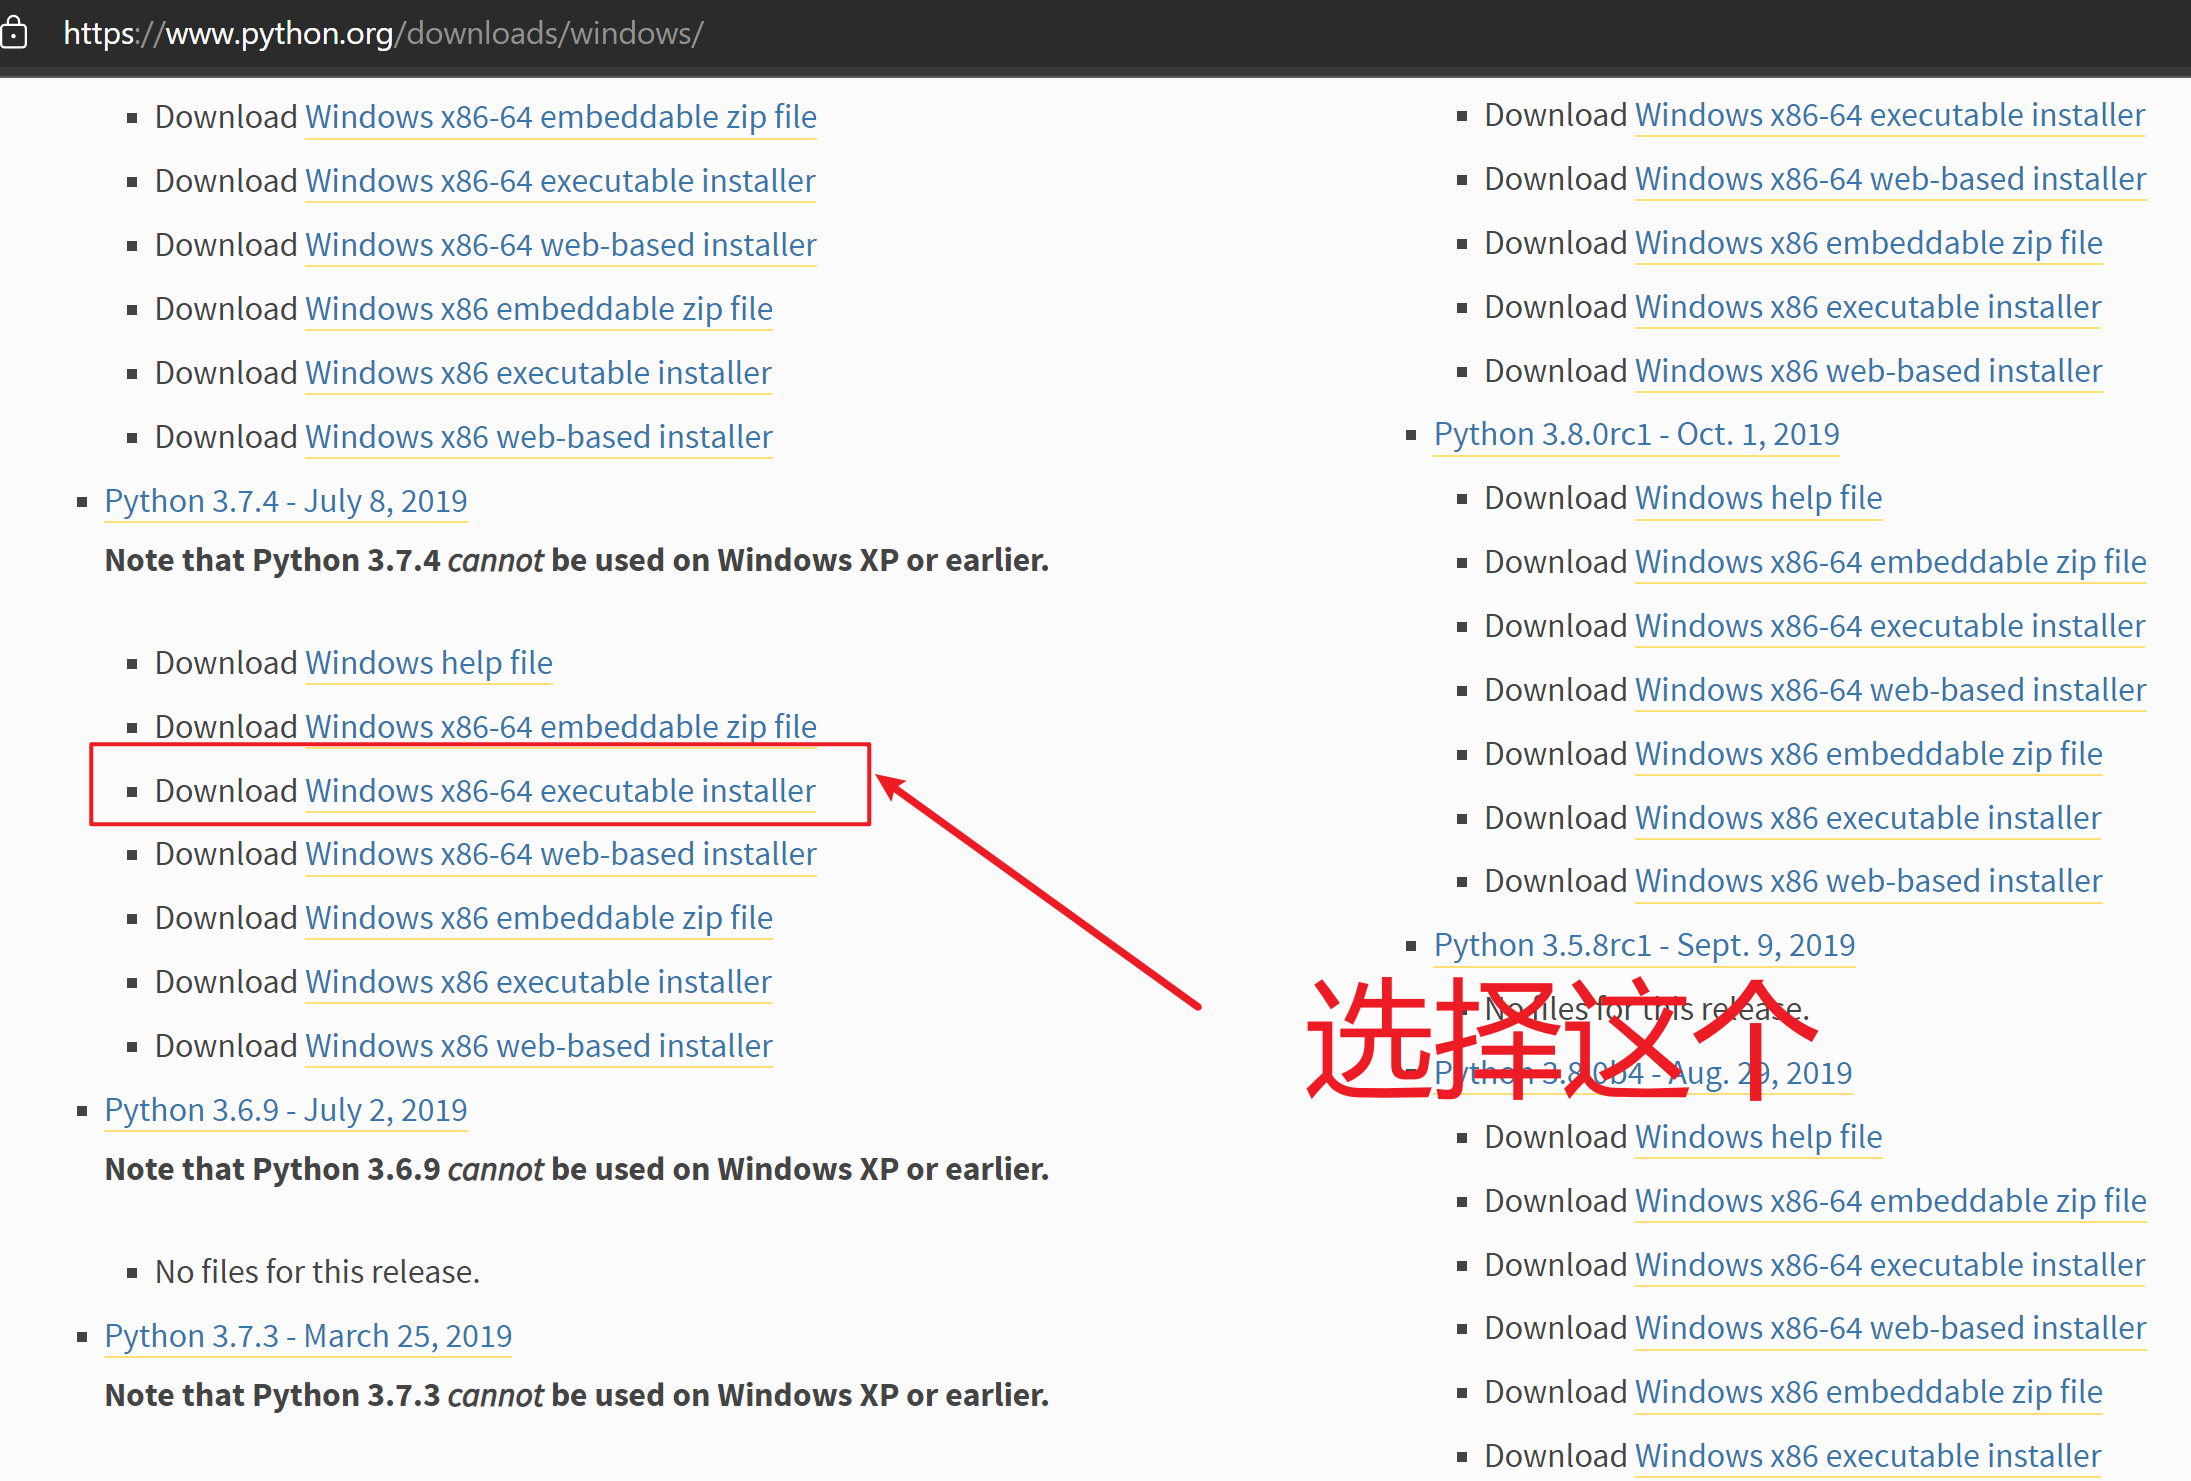 https://www.python.org/downloads/windows/
Download Windows x86-64 embeddable zip file
Download Windows x86-64 executable installer
Download Windows x86-64 web-based installer
Download Windows x86 embeddable zip file
Download Windows x86 executable installer
Download Windows x86 web-based installer
Python 3.7.4 - July 8, 2019
Note that Python 3.7.4 cannot be used on Windows XP or earlier.
Download Windows help file
Download Windows x86-64 embeddable zip file
Download Windows x86-64 executable installer
Download Windows x86-64 web-based installer
Download Windows x86 embeddable zip file
Download Windows x86 executable installer
Download Windows x86 web-based installer
Python 3.6.9 - July 2, 2019
Note that Python 3.6.9 cannot be used on Windows XP or earlier.
No files for this release.
Python 3.7.3 - March 25, 2019
Note that Python 3.7.3 cannot be used on Windows XP or earlier.
Download Windows x86-64 executable installer
Download Windows x86-64 web-based installer
Download Windows x86 embeddable zip file
Download Windows x86 executable installer
Download Windows x86 web-based installer
Python 3.8.0rc1 - Oct. 1, 2019
Download Windows help file
Download Windows x86-64 embeddable zip file
Download Windows x86-64 executable installer
Download Windows x86-64 web-based installer
Download Windows x86 embeddable zip file
Download Windows x86 executable installer
Download Windows x86 web-based installer
Python 3.5.8rc1 - Sept. 9, 2019
No files for this release.
选择这个
Python 3.8.0b4 - Aug. 29, 2019
Download Windows help file
Download Windows x86-64 embeddable zip file
Download Windows x86-64 executable installer
Download Windows x86-64 web-based installer
Download Windows x86 embeddable zip file
Download Windows x86 executable installer